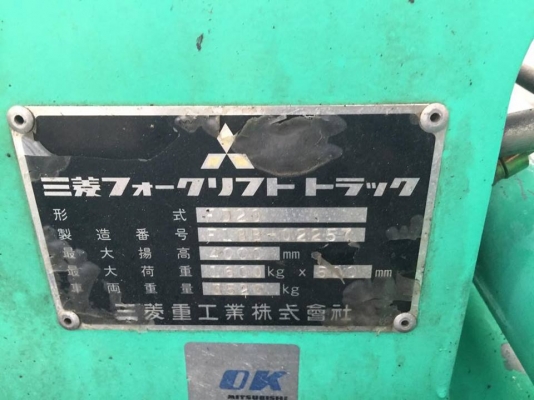 三菱フォークリフトトラック
形式
製造番号
最大揚高 mm
最大荷重 kg x mm
車両重量 kg
三菱重工業株式會社
OK
MITSUBISHI